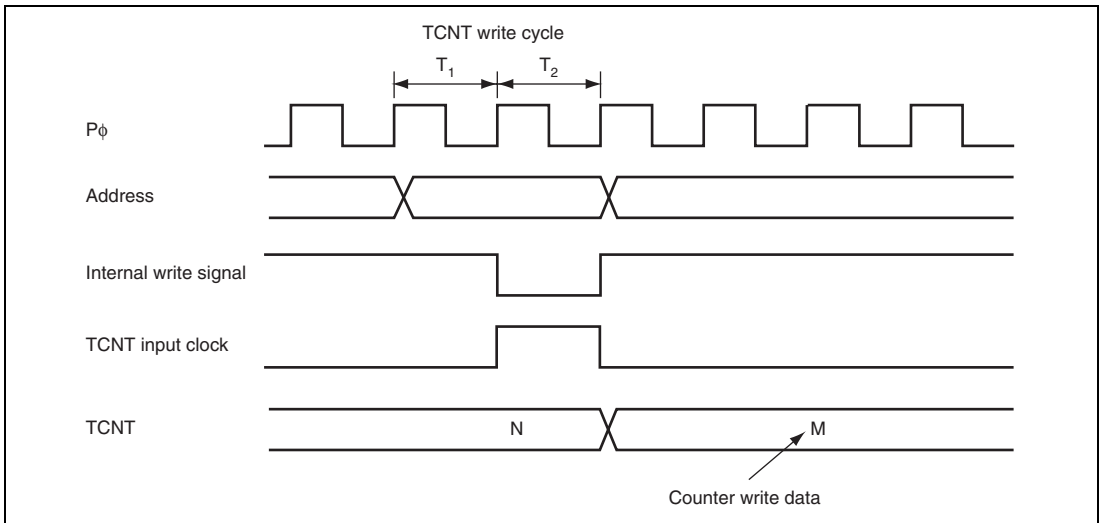 TCNT write cycle
T1 T2
Pϕ
Address
Internal write signal
TCNT input clock
TCNT N M
Counter write data